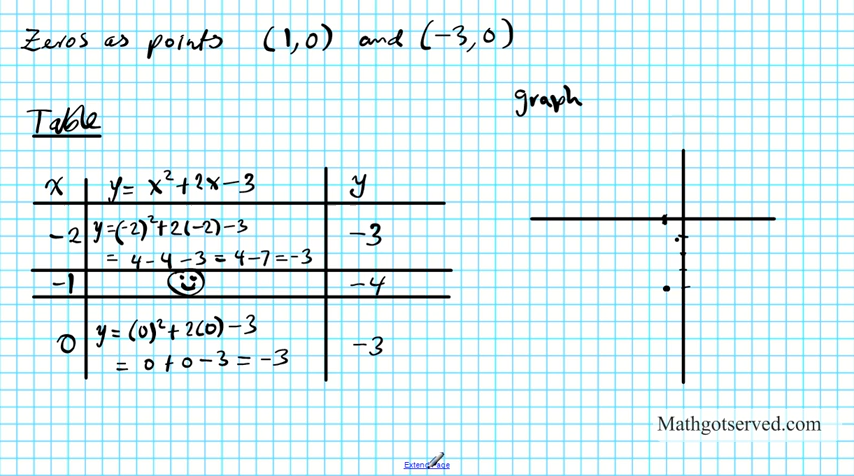 Zeros as points (1,0) and (-3,0)
graph
Table
x y= x²+2x-3 y
-2 y=(-2)²+2(-2)-3 -3
= 4-4-3=4-7=-3
-1 -4
0 y=(0)²+2(0)-3 -3
= 0+0-3=-3
Mathgotserved.com